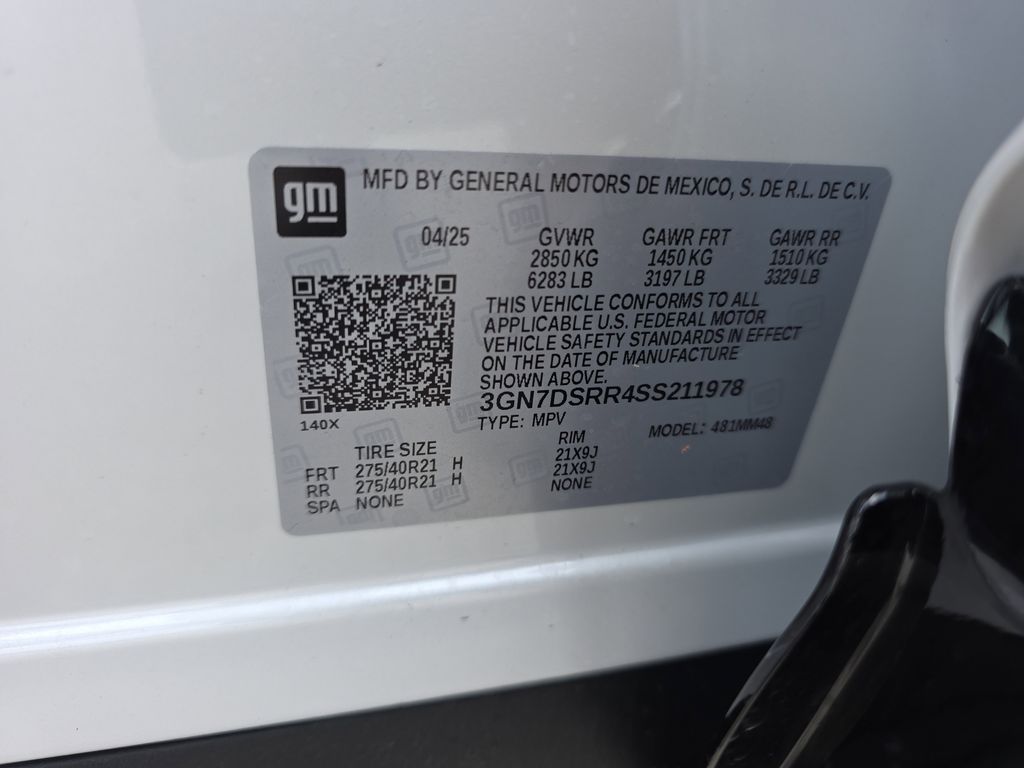 gm
MFD BY GENERAL MOTORS DE MEXICO, S. DE R.L. DE C.V.
04/25 GVWR GAWR FRT GAWR RR
2850 KG 1450 KG 1510 KG
6283 LB 3197 LB 3329 LB
THIS VEHICLE CONFORMS TO ALL
APPLICABLE U.S. FEDERAL MOTOR
VEHICLE SAFETY STANDARDS IN EFFECT
ON THE DATE OF MANUFACTURE
SHOWN ABOVE.
3GN7DSRR4SS211978
TYPE: MPV MODEL: 481MM48
140X
TIRE SIZE RIM
FRT 275/40R21 H 21X9J
RR 275/40R21 H 21X9J
SPA NONE NONE